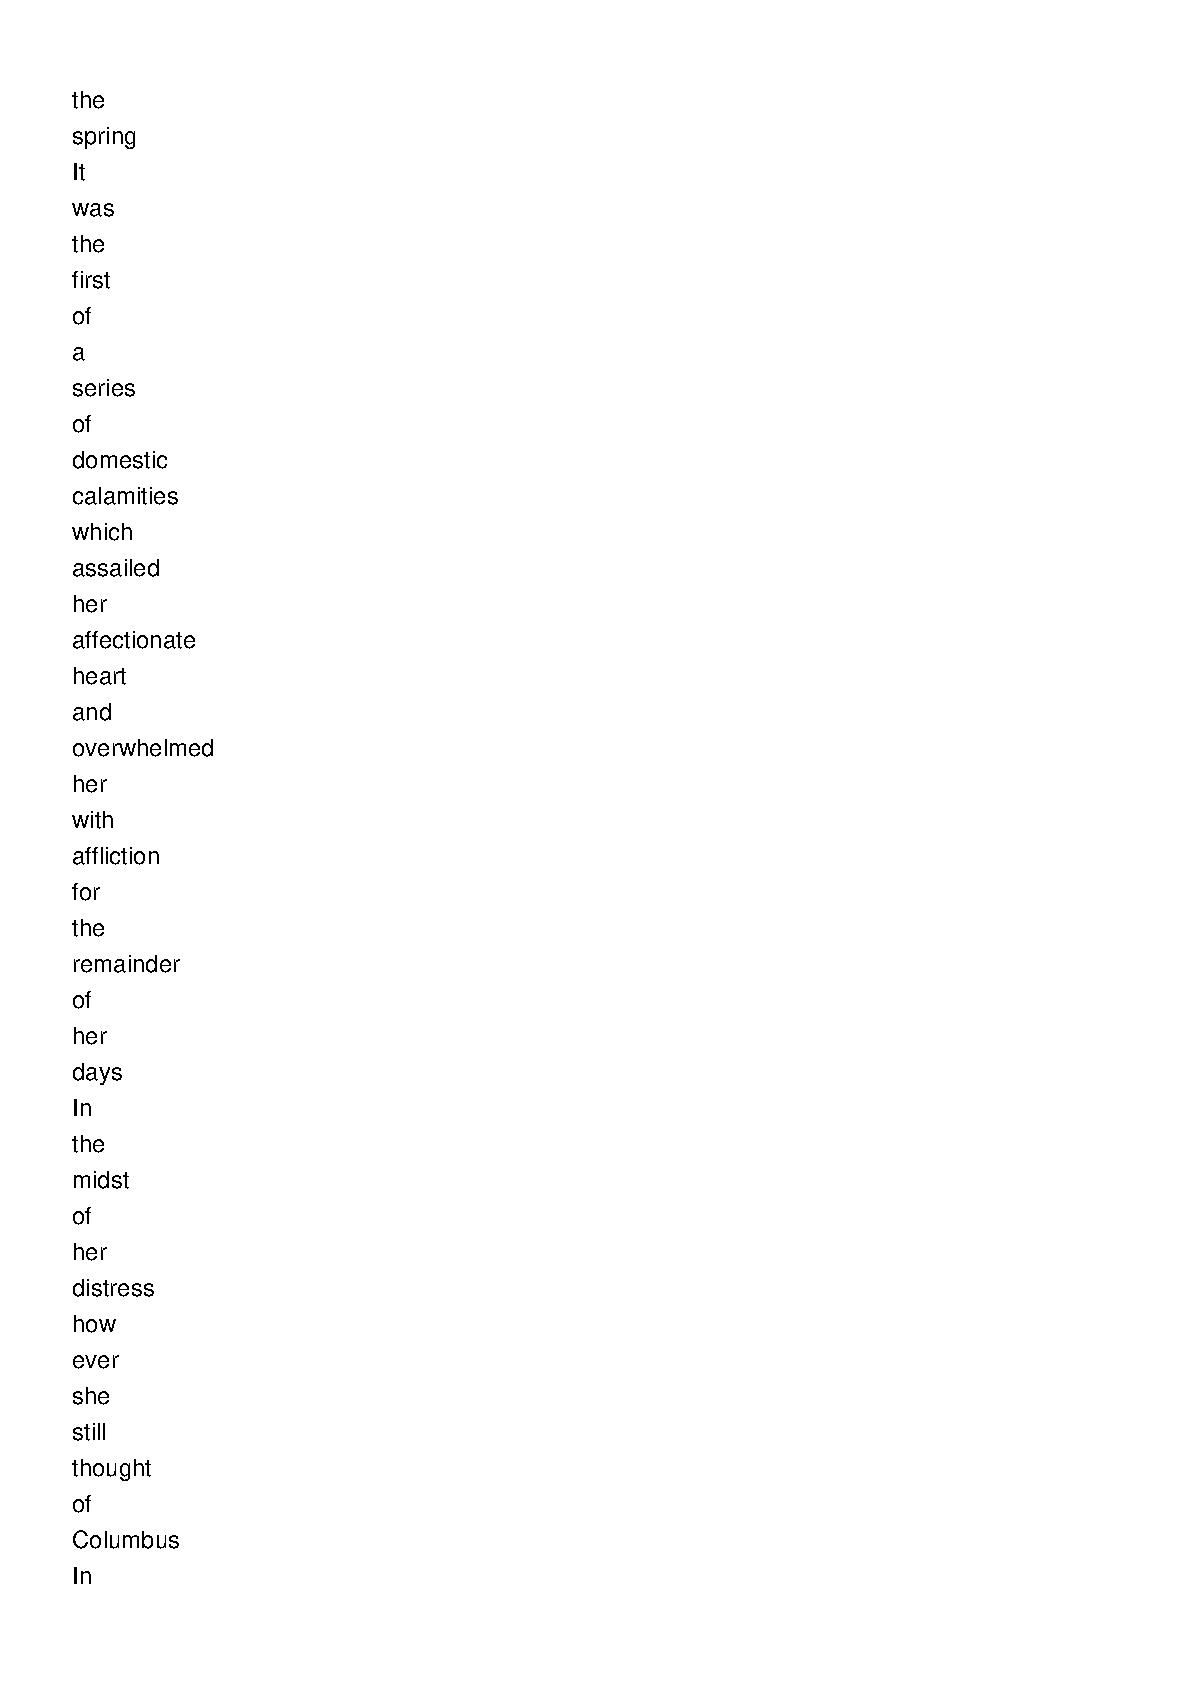 the
spring
It
was
the
first
of
a
series
of
domestic
calamities
which
assailed
her
affectionate
heart
and
overwhelmed
her
with
affliction
for
the
remainder
of
her
days
In
the
midst
of
her
distress
how
ever
she
still
thought
of
Columbus
In